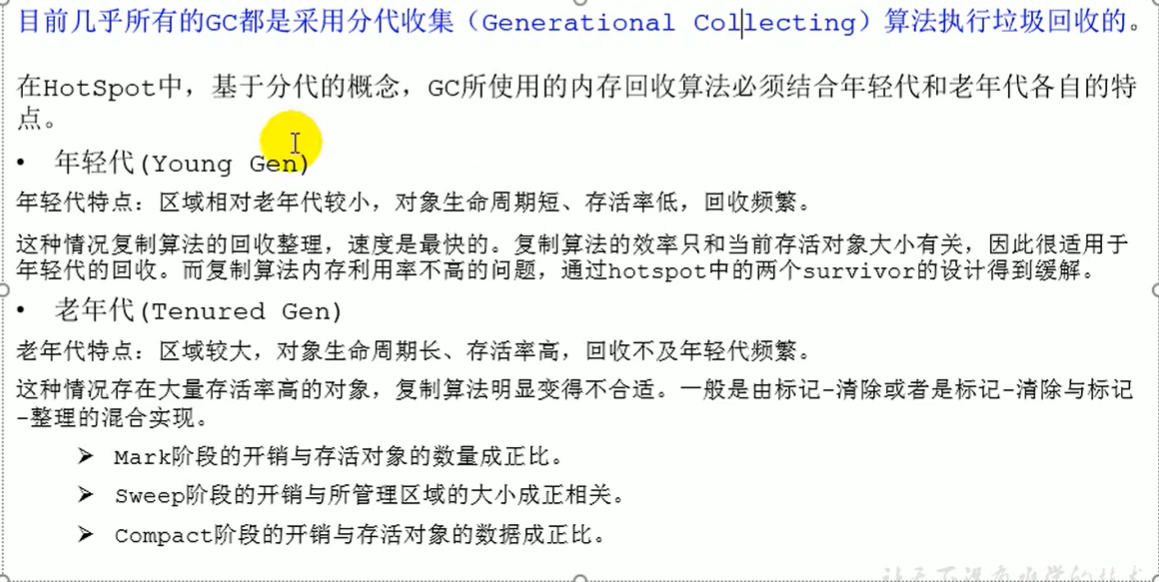 目前几乎所有的GC都是采用分代收集（Generational Collecting）算法执行垃圾回收的。
在HotSpot中，基于分代的概念，GC所使用的内存回收算法必须结合年轻代和老年代各自的特
点。
• 年轻代(Young Gen)
年轻代特点：区域相对老年代较小，对象生命周期短、存活率低，回收频繁。
这种情况复制算法的回收整理，速度是最快的。复制算法的效率只和当前存活对象大小有关，因此很适用于
年轻代的回收。而复制算法内存利用率不高的问题，通过hotspot中的两个survivor的设计得到缓解。
• 老年代(Tenured Gen)
老年代特点：区域较大，对象生命周期长、存活率高，回收不及年轻代频繁。
这种情况存在大量存活率高的对象，复制算法明显变得不合适。一般是由标记-清除或者是标记-清除与标记
-整理的混合实现。
➢ Mark阶段的开销与存活对象的数量成正比。
➢ Sweep阶段的开销与所管理区域的大小成正相关。
➢ Compact阶段的开销与存活对象的数据成正比。